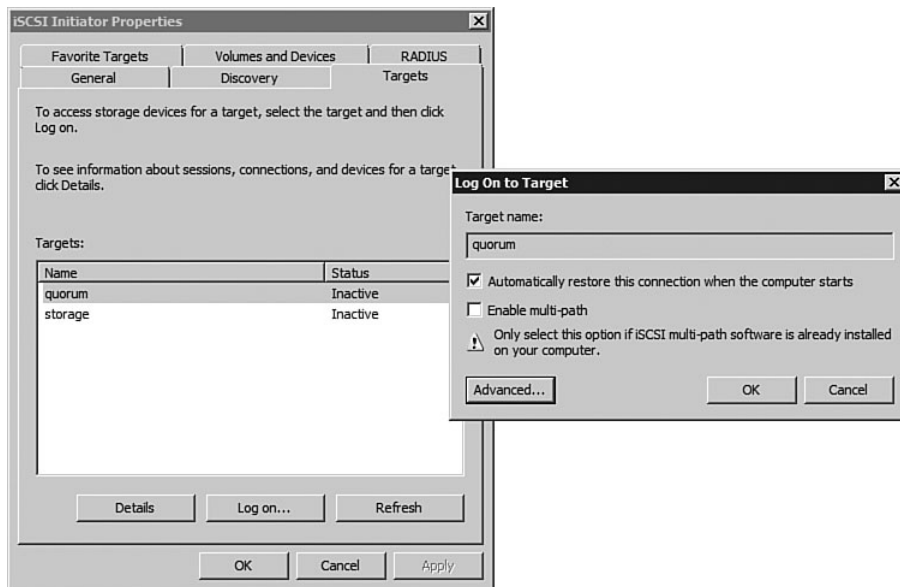 iSCSI Initiator Properties
Favorite Targets
Volumes and Devices
RADIUS
General
Discovery
Targets
To access storage devices for a target, select the target and then click
Log on.
To see information about sessions, connections, and devices for a target,
click Details.
Targets:
Name
Status
quorum
Inactive
storage
Inactive
Details
Log on...
Refresh
OK
Cancel
Apply
Log On to Target
Target name:
quorum
Automatically restore this connection when the computer starts
Enable multi-path
Only select this option if iSCSI multi-path software is already installed
on your computer.
Advanced...
OK
Cancel